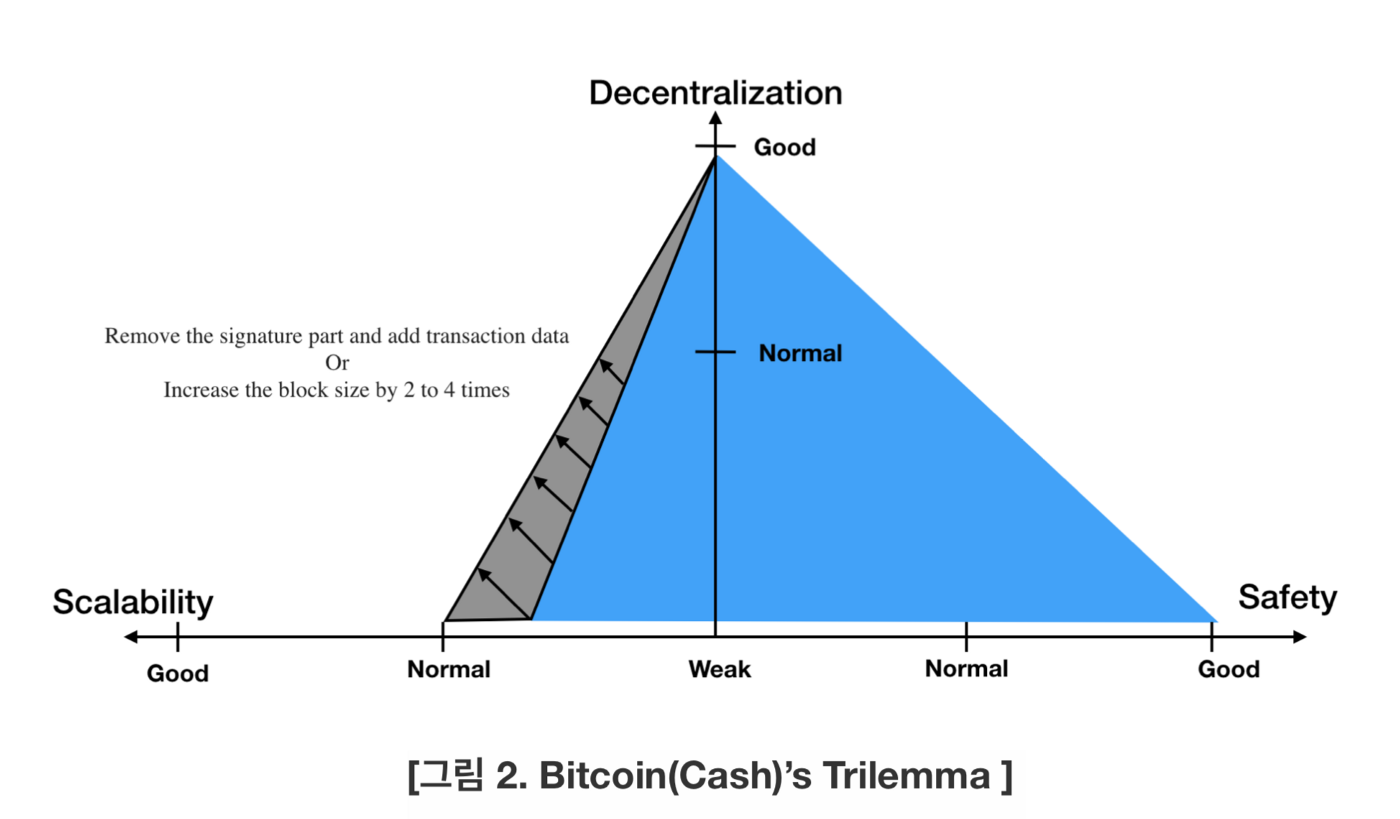 Decentralization
Good
Remove the signature part and add transaction data
Or
Increase the block size by 2 to 4 times
Normal
Scalability
Safety
Good
Normal
Weak
Normal
Good
[그림 2. Bitcoin(Cash)’s Trilemma ]